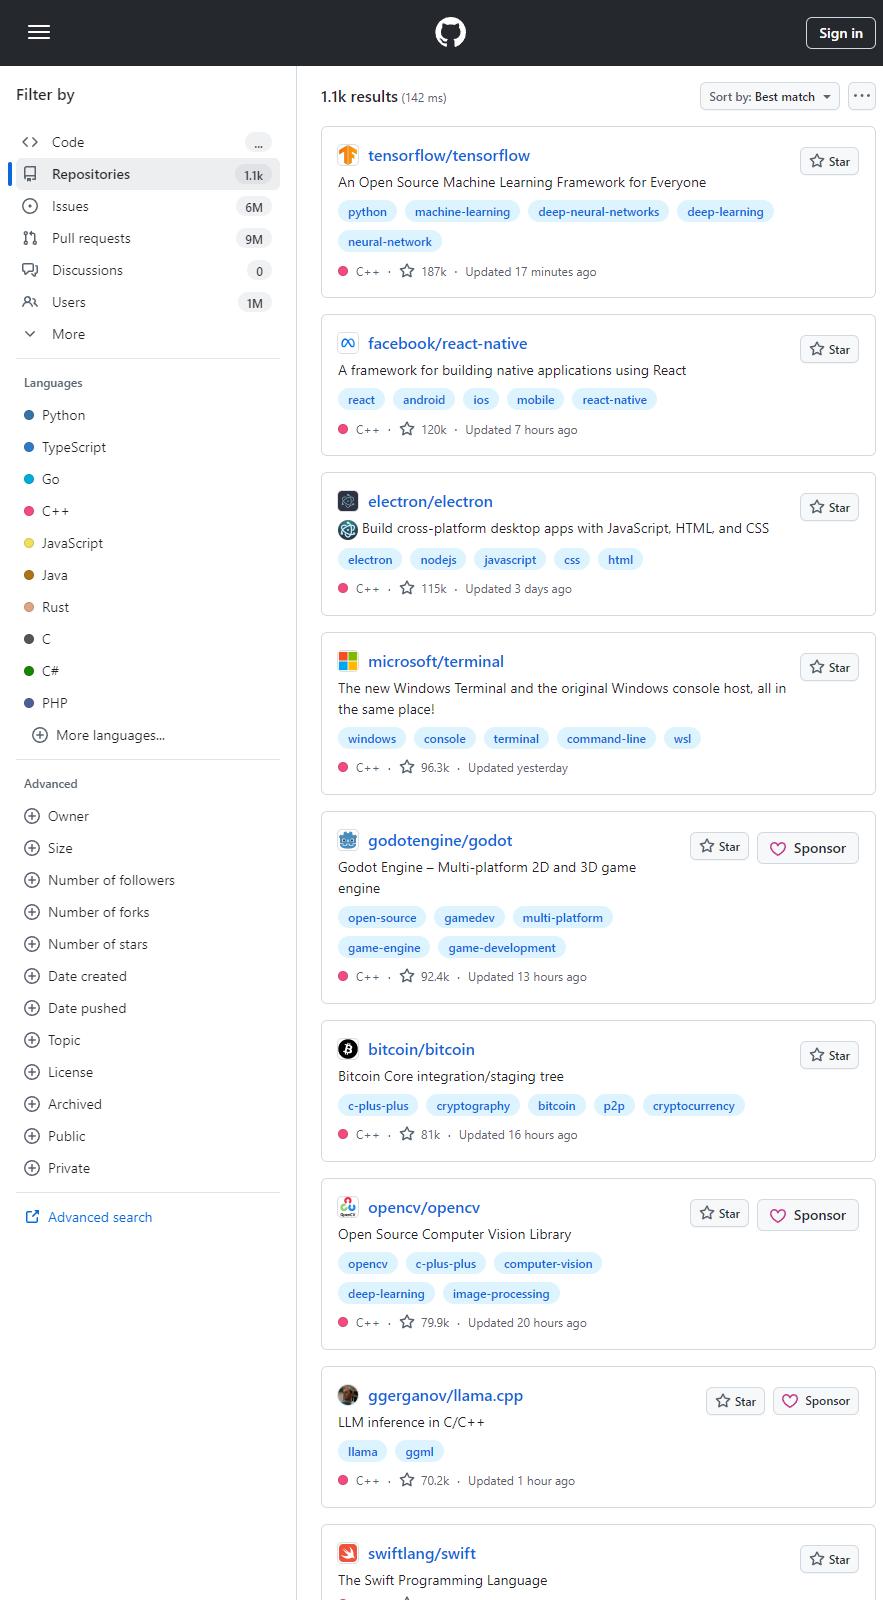 Sign in
Filter by
Code
...
Repositories
1.1k
Issues
6M
Pull requests
9M
Discussions
0
Users
1M
More
Languages
Python
TypeScript
Go
C++
JavaScript
Java
Rust
C
C#
PHP
More languages...
Advanced
Owner
Size
Number of followers
Number of forks
Number of stars
Date created
Date pushed
Topic
License
Archived
Public
Private
Advanced search
1.1k results (142 ms)
Sort by: Best match
tensorflow/tensorflow
Star
An Open Source Machine Learning Framework for Everyone
python machine-learning deep-neural-networks deep-learning
neural-network
C++ · 187k · Updated 17 minutes ago
facebook/react-native
Star
A framework for building native applications using React
react android ios mobile react-native
C++ · 120k · Updated 7 hours ago
electron/electron
Star
Build cross-platform desktop apps with JavaScript, HTML, and CSS
electron nodejs javascript css html
C++ · 115k · Updated 3 days ago
microsoft/terminal
Star
The new Windows Terminal and the original Windows console host, all in
the same place!
windows console terminal command-line wsl
C++ · 96.3k · Updated yesterday
godotengine/godot
Star
Sponsor
Godot Engine – Multi-platform 2D and 3D game
engine
open-source gamedev multi-platform
game-engine game-development
C++ · 92.4k · Updated 13 hours ago
bitcoin/bitcoin
Star
Bitcoin Core integration/staging tree
c-plus-plus cryptography bitcoin p2p cryptocurrency
C++ · 81k · Updated 16 hours ago
opencv/opencv
Star
Sponsor
Open Source Computer Vision Library
opencv c-plus-plus computer-vision
deep-learning image-processing
C++ · 79.9k · Updated 20 hours ago
ggerganov/llama.cpp
Star
Sponsor
LLM inference in C/C++
llama ggml
C++ · 70.2k · Updated 1 hour ago
swiftlang/swift
Star
The Swift Programming Language